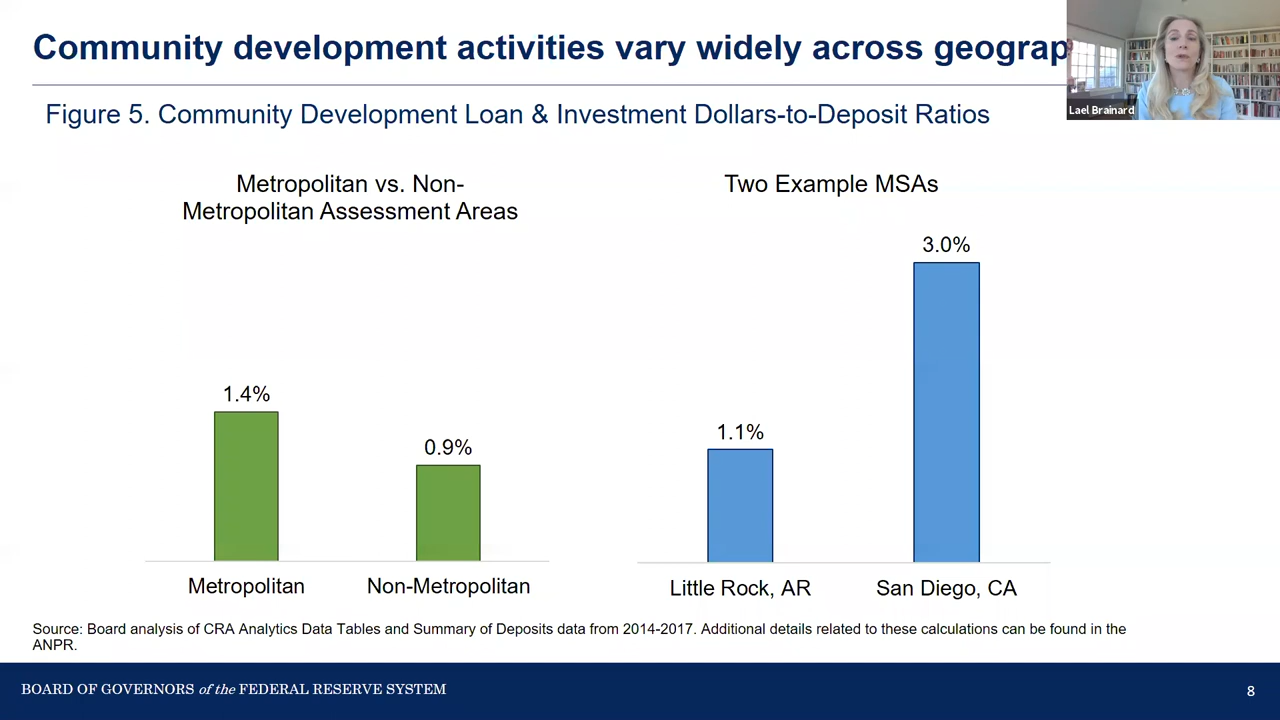 Community development activities vary widely across geograp
Lael Brainard
Figure 5. Community Development Loan & Investment Dollars-to-Deposit Ratios
Metropolitan vs. Non-
Metropolitan Assessment Areas
1.4%
0.9%
Metropolitan
Non-Metropolitan
Two Example MSAs
1.1%
3.0%
Little Rock, AR
San Diego, CA
Source: Board analysis of CRA Analytics Data Tables and Summary of Deposits data from 2014-2017. Additional details related to these calculations can be found in the
ANPR.
BOARD OF GOVERNORS of the FEDERAL RESERVE SYSTEM
8